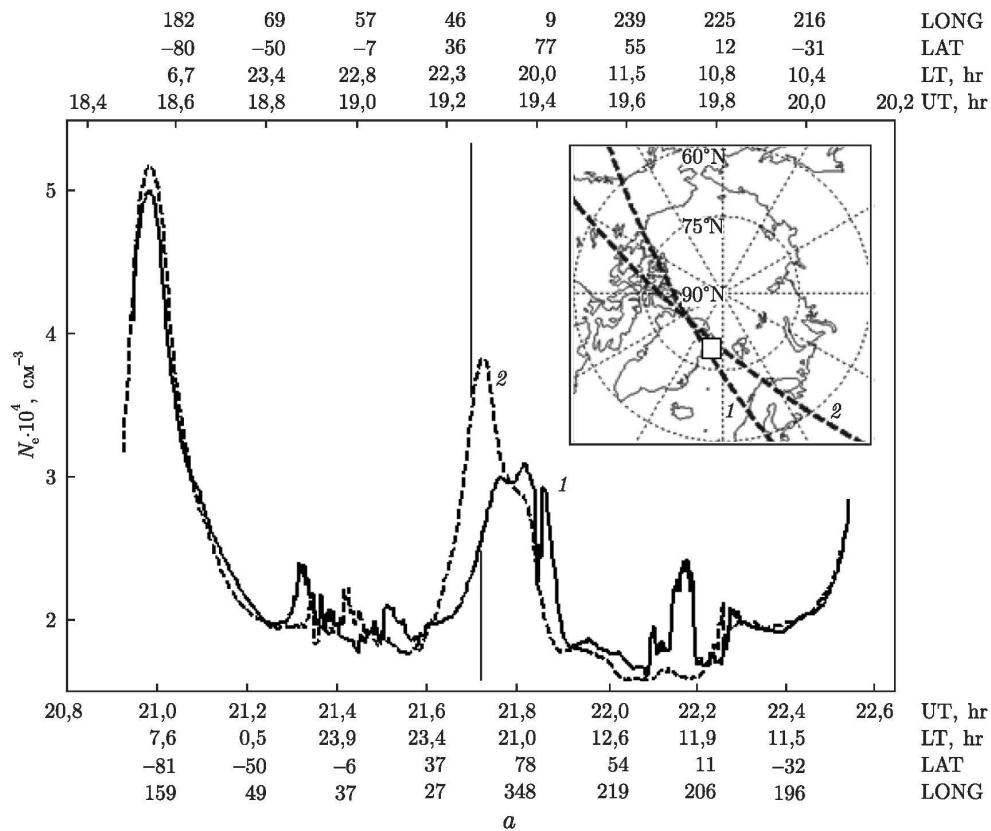 182 69 57 46 9 239 225 216 LONG
−80 −50 −7 36 77 55 12 −31 LAT
6,7 23,4 22,8 22,3 20,0 11,5 10,8 10,4 LT, hr
18,4 18,6 18,8 19,0 19,2 19,4 19,6 19,8 20,0 20,2 UT, hr
60°N
75°N
90°N
1 2
5
4
3
2
Nₑ·10⁴, см⁻³
2
1
20,8 21,0 21,2 21,4 21,6 21,8 22,0 22,2 22,4 22,6 UT, hr
7,6 0,5 23,9 23,4 21,0 12,6 11,9 11,5 LT, hr
−81 −50 −6 37 78 54 11 −32 LAT
159 49 37 27 348 219 206 196 LONG
а